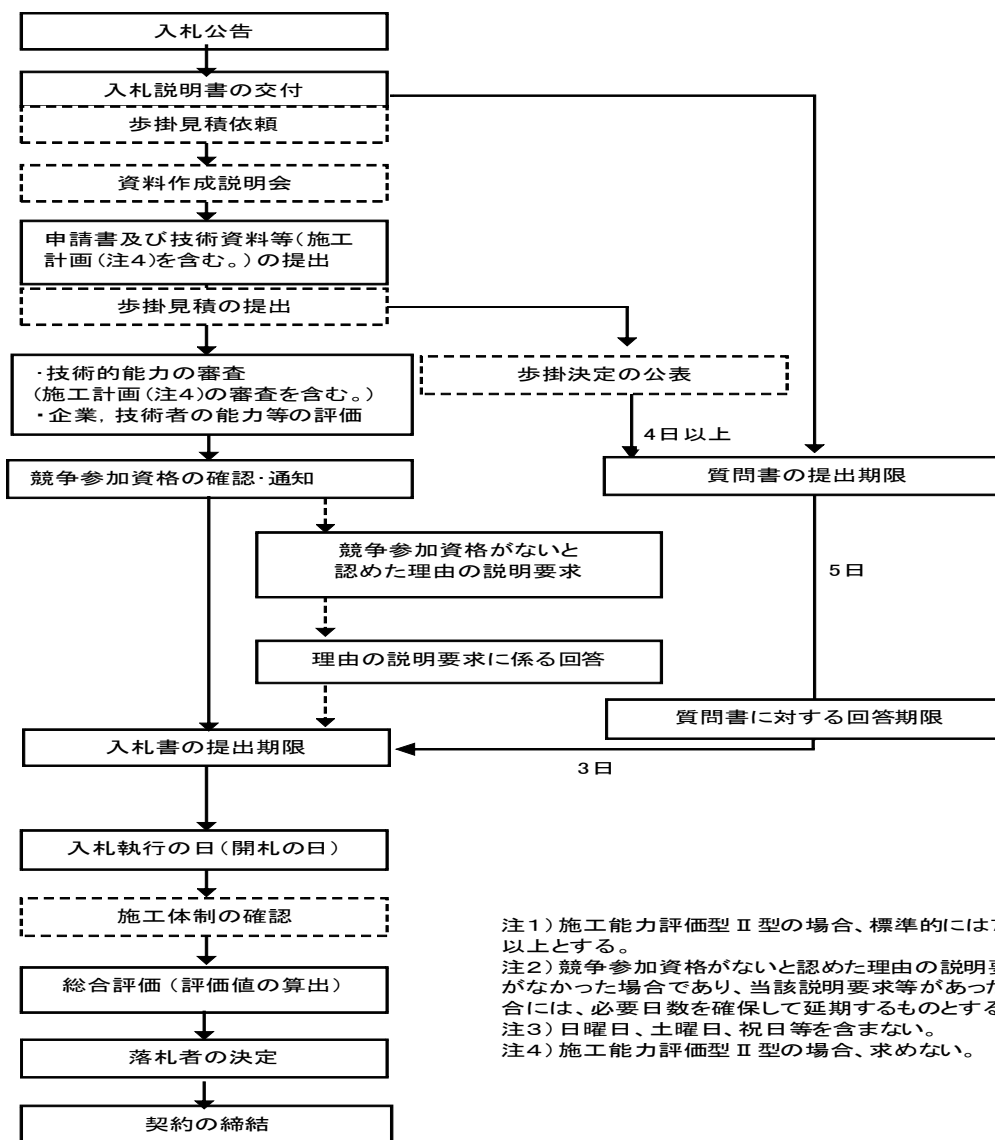 入札公告
入札説明書の交付
歩掛見積依頼
資料作成説明会
申請書及び技術資料等(施工
計画(注4)を含む。)の提出
歩掛見積の提出
・技術的能力の審査
(施工計画(注4)の審査を含む。)
・企業，技術者の能力等の評価
歩掛決定の公表
4日以上
競争参加資格の確認・通知
質問書の提出期限
競争参加資格がないと
認めた理由の説明要求
5日
理由の説明要求に係る回答
質問書に対する回答期限
入札書の提出期限
3日
入札執行の日(開札の日)
施工体制の確認
総合評価(評価値の算出)
落札者の決定
契約の締結
注1)施工能力評価型Ⅱ型の場合、標準的には
以上とする。
注2)競争参加資格がないと認めた理由の説明
がなかった場合であり、当該説明要求等があっ
合には、必要日数を確保して延期するものとする
注3)日曜日、土曜日、祝日等を含まない。
注4)施工能力評価型Ⅱ型の場合、求めない。